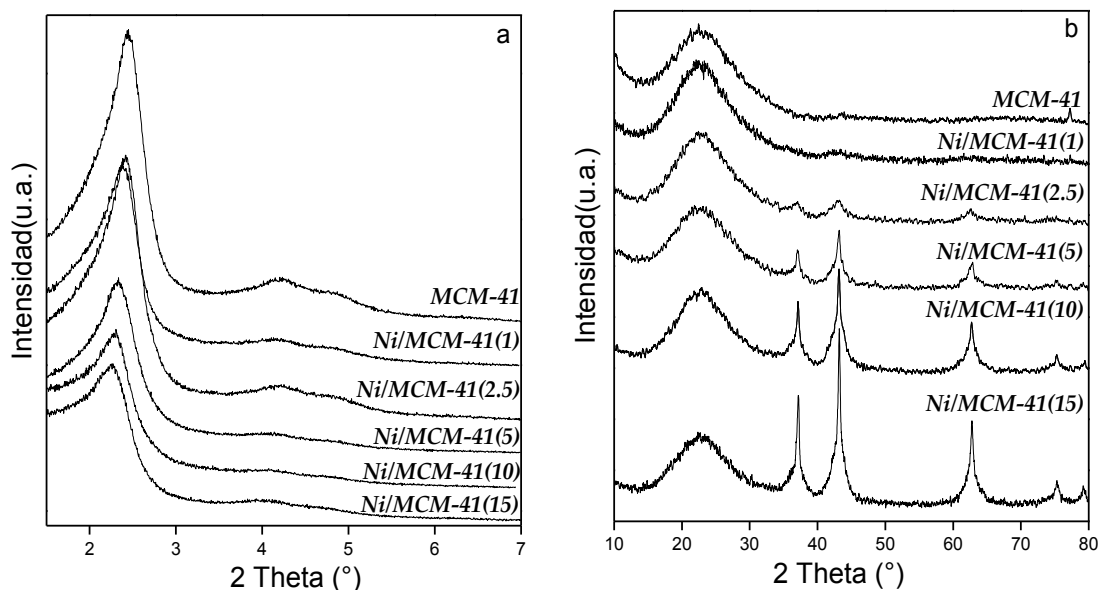 a
Intensidad(u.a.)
MCM-41
Ni/MCM-41(1)
Ni/MCM-41(2.5)
Ni/MCM-41(5)
Ni/MCM-41(10)
Ni/MCM-41(15)
2 3 4 5 6 7
2 Theta (°)
b
Intensidad(u.a.)
MCM-41
Ni/MCM-41(1)
Ni/MCM-41(2.5)
Ni/MCM-41(5)
Ni/MCM-41(10)
Ni/MCM-41(15)
10 20 30 40 50 60 70 80
2 Theta (°)